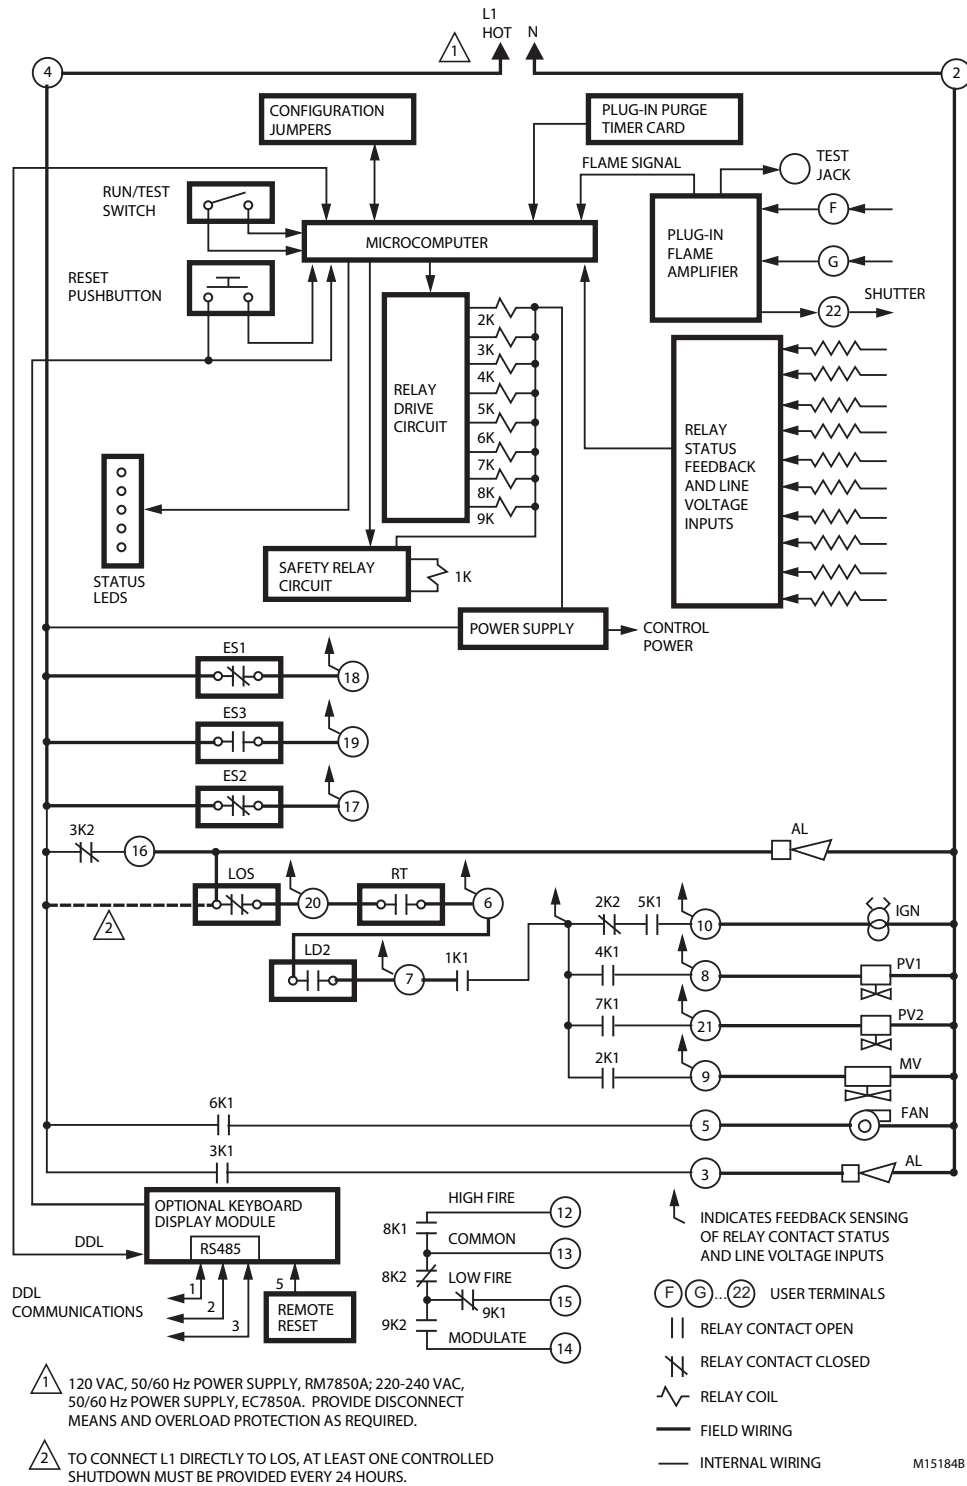 L1
HOT
N
1
4
2
CONFIGURATION
JUMPERS
PLUG-IN PURGE
TIMER CARD
FLAME SIGNAL
TEST
JACK
RUN/TEST
SWITCH
F
MICROCOMPUTER
PLUG-IN
FLAME
AMPLIFIER
G
RESET
PUSHBUTTON
SHUTTER
22
2K
3K
4K
5K
6K
7K
8K
9K
RELAY
DRIVE
CIRCUIT
RELAY
STATUS
FEEDBACK
AND LINE
VOLTAGE
INPUTS
STATUS
LEDS
SAFETY RELAY
CIRCUIT
1K
POWER SUPPLY
CONTROL
POWER
ES1
18
ES3
19
ES2
17
3K2
16
AL
LOS
20
RT
6
2
2K2
5K1
10
IGN
LD2
7
1K1
4K1
8
PV1
7K1
21
PV2
2K1
9
MV
6K1
5
FAN
3K1
3
AL
OPTIONAL KEYBOARD
DISPLAY MODULE
RS485
DDL
DDL
COMMUNICATIONS
1
2
3
5
REMOTE
RESET
HIGH FIRE
12
8K1
COMMON
13
8K2
LOW FIRE
9K1
15
9K2
MODULATE
14
INDICATES FEEDBACK SENSING
OF RELAY CONTACT STATUS
AND LINE VOLTAGE INPUTS
F G...22 USER TERMINALS
RELAY CONTACT OPEN
RELAY CONTACT CLOSED
RELAY COIL
FIELD WIRING
INTERNAL WIRING
1 120 VAC, 50/60 Hz POWER SUPPLY, RM7850A; 220-240 VAC,
50/60 Hz POWER SUPPLY, EC7850A. PROVIDE DISCONNECT
MEANS AND OVERLOAD PROTECTION AS REQUIRED.
2 TO CONNECT L1 DIRECTLY TO LOS, AT LEAST ONE CONTROLLED
SHUTDOWN MUST BE PROVIDED EVERY 24 HOURS.
M15184B